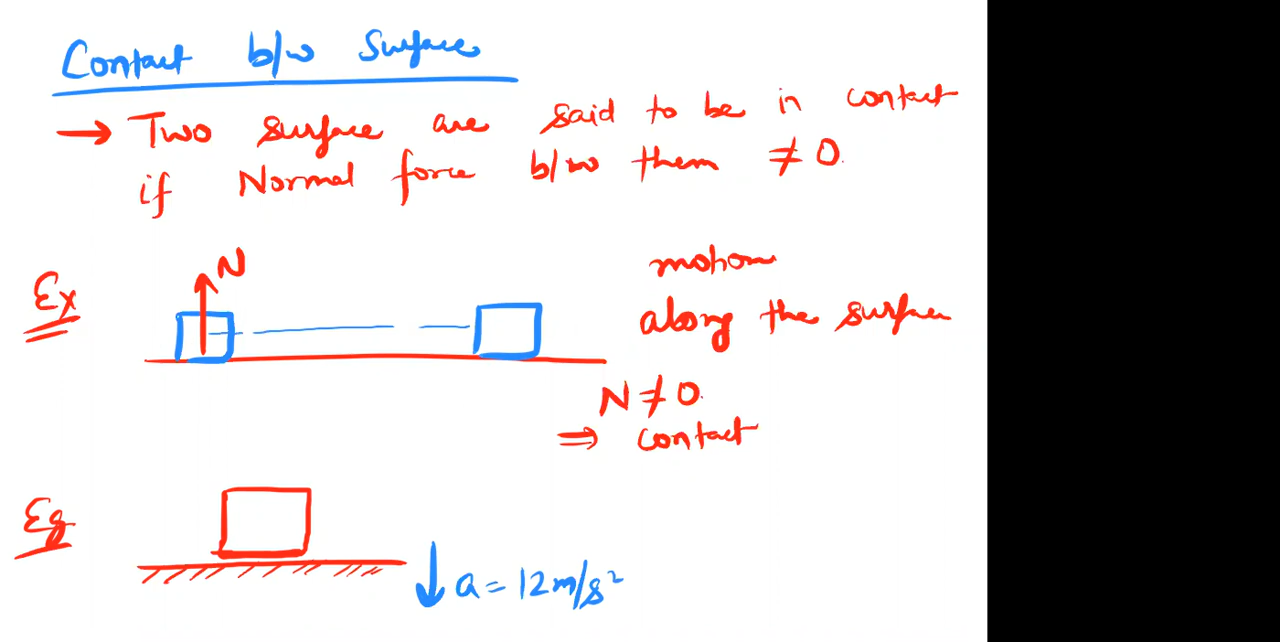 Contact b/w Surface
→ Two surface are said to be in contact
if Normal force b/w them ≠ 0.
Ex
N
motion
along the surface
N ≠ 0.
⇒ contact
Eg
↓ a = 12 m/s²